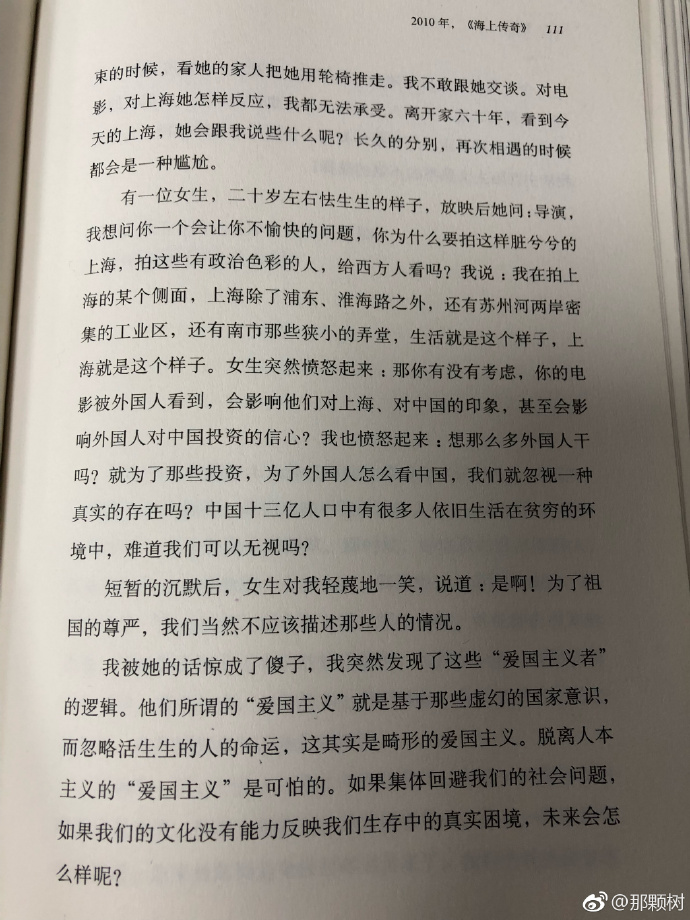 2010 年，《海上传奇》 111
束的时候，看她的家人把她用轮椅推走。我不敢跟她交谈。对电
影，对上海她怎样反应，我都无法承受。离开家六十年，看到今
天的上海，她会跟我说些什么呢？长久的分别，再次相遇的时候
都会是一种尴尬。
有一位女生，二十岁左右怯生生的样子，放映后她问：导演，
我想问你一个会让你不愉快的问题，你为什么要拍这样脏兮兮的
上海，拍这些有政治色彩的人，给西方人看吗？我说：我在拍上
海的某个侧面，上海除了浦东、淮海路之外，还有苏州河两岸密
集的工业区，还有南市那些狭小的弄堂，生活就是这个样子，上
海就是这个样子。女生突然愤怒起来：那你有没有考虑，你的电
影被外国人看到，会影响他们对上海、对中国的印象，甚至会影
响外国人对中国投资的信心？我也愤怒起来：想那么多外国人干
吗？就为了那些投资，为了外国人怎么看中国，我们就忽视一种
真实的存在吗？中国十三亿人口中有很多人依旧生活在贫穷的环
境中，难道我们可以无视吗？
短暂的沉默后，女生对我轻蔑地一笑，说道：是啊！为了祖
国的尊严，我们当然不应该描述那些人的情况。
我被她的话惊成了傻子，我突然发现了这些“爱国主义者”
的逻辑。他们所谓的“爱国主义”就是基于那些虚幻的国家意识，
而忽略活生生的人的命运，这其实是畸形的爱国主义。脱离人本
主义的“爱国主义”是可怕的。如果集体回避我们的社会问题，
如果我们的文化没有能力反映我们生存中的真实困境，未来会怎
么样呢？
@那颗树